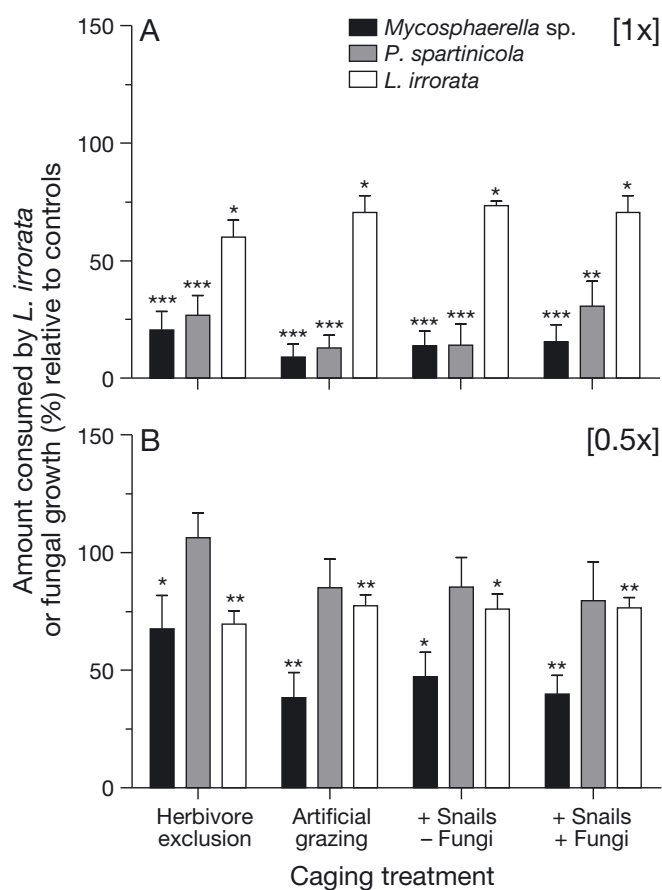 Amount consumed by L. irrorata
or fungal growth (%) relative to controls
A
Mycosphaerella sp.
P. spartinicola
L. irrorata
[1x]
150
100
50
0
*** *** *
*** *** *
*** *** *
*** ** *
B
[0.5x]
150
100
50
0
* **
** **
* *
** **
Herbivore
exclusion
Artificial
grazing
+ Snails
– Fungi
+ Snails
+ Fungi
Caging treatment